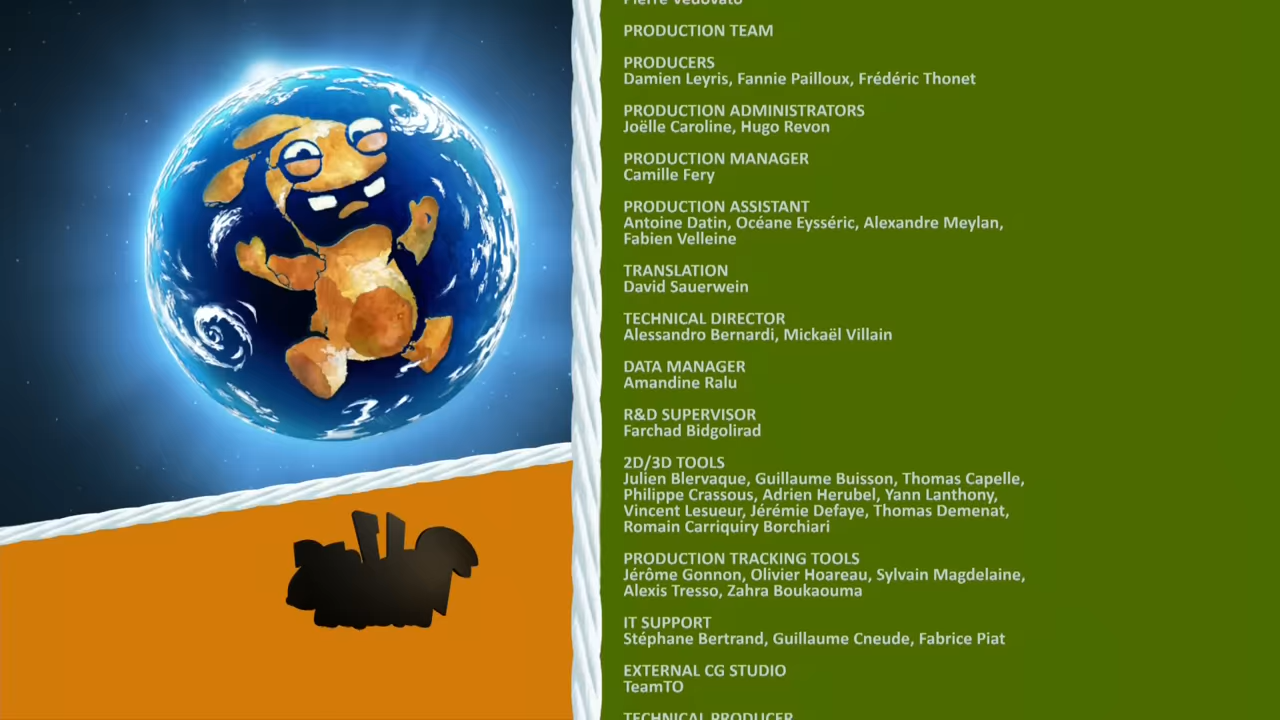 Pierre Vedovato
PRODUCTION TEAM
PRODUCERS
Damien Leyris, Fannie Pailloux, Frédéric Thonet
PRODUCTION ADMINISTRATORS
Joëlle Caroline, Hugo Revon
PRODUCTION MANAGER
Camille Fery
PRODUCTION ASSISTANT
Antoine Datin, Océane Eysséric, Alexandre Meylan,
Fabien Velleine
TRANSLATION
David Sauerwein
TECHNICAL DIRECTOR
Alessandro Bernardi, Mickaël Villain
DATA MANAGER
Amandine Ralu
R&D SUPERVISOR
Farchad Bidgolirad
2D/3D TOOLS
Julien Blervaque, Guillaume Buisson, Thomas Capelle,
Philippe Crassous, Adrien Herubel, Yann Lanthony,
Vincent Lesueur, Jérémie Defaye, Thomas Demenat,
Romain Carriquiry Borchiari
PRODUCTION TRACKING TOOLS
Jérôme Gonnon, Olivier Hoareau, Sylvain Magdelaine,
Alexis Tresso, Zahra Boukaouma
IT SUPPORT
Stéphane Bertrand, Guillaume Cneude, Fabrice Piat
EXTERNAL CG STUDIO
TeamTO
TECHNICAL PRODUCER